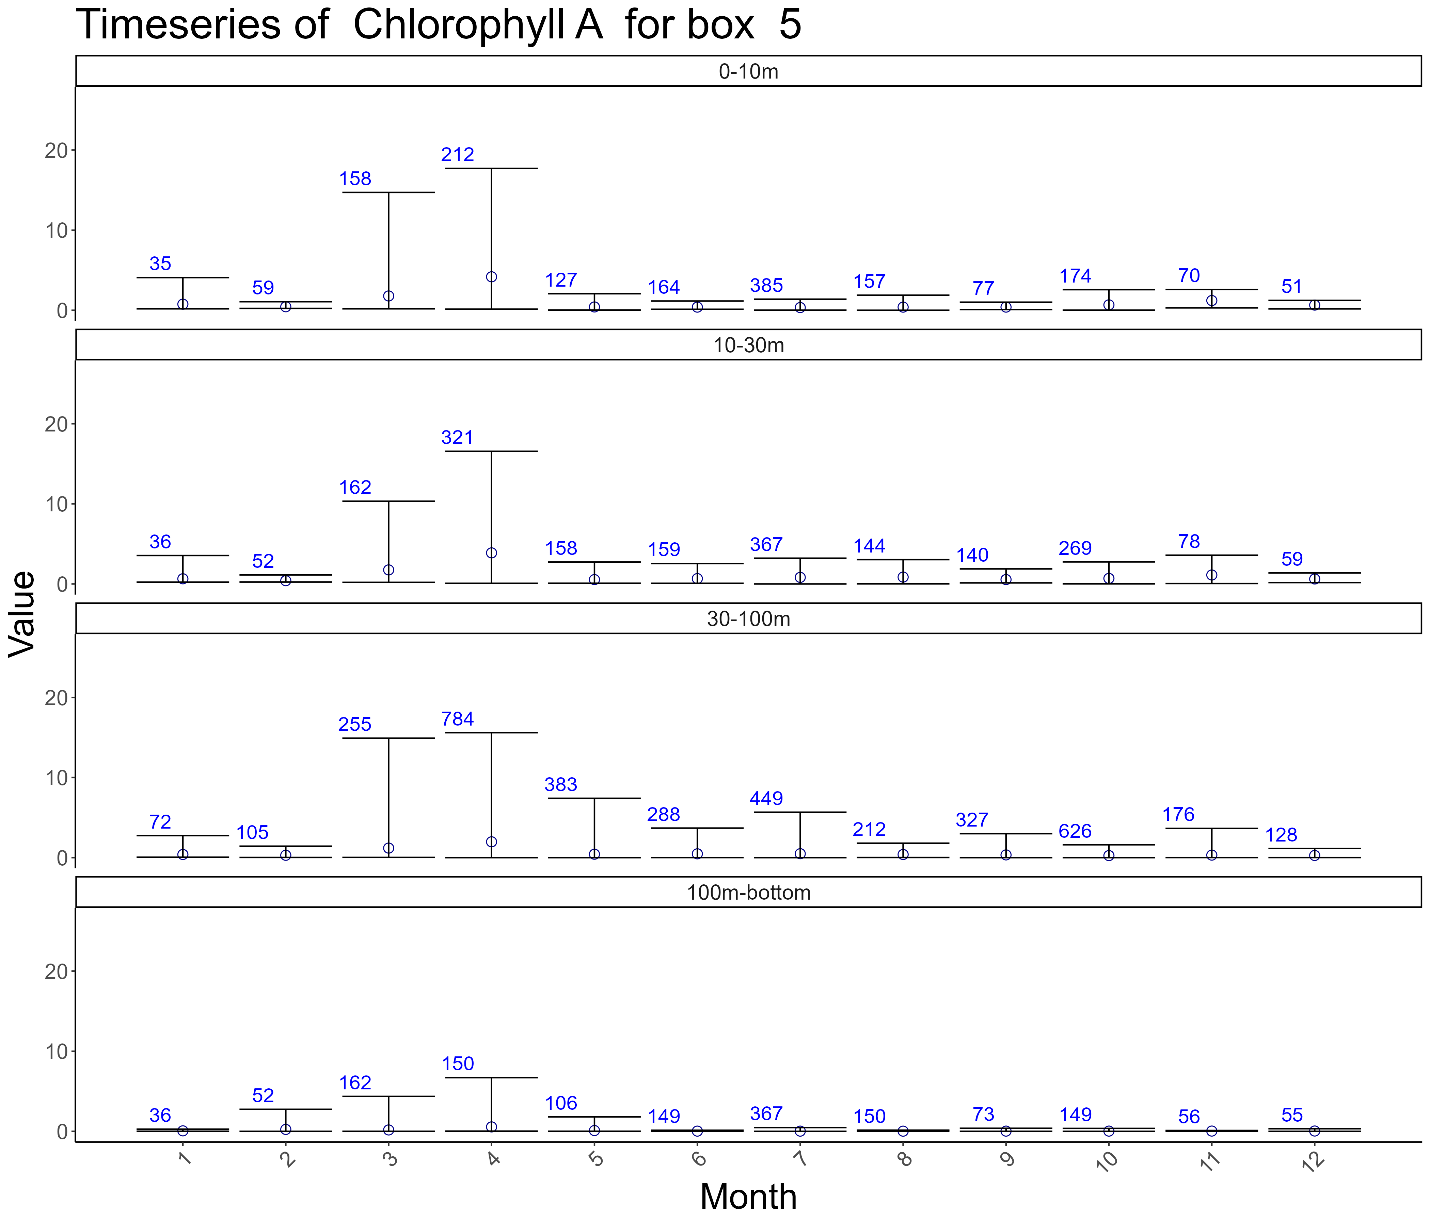 Timeseries of  Chlorophyll A  for box  5
0-10m
20
10
0
35 59 158 212 127 164 385 157 77 174 70 51
10-30m
20
10
0
36 52 162 321 158 159 367 144 140 269 78 59
30-100m
20
10
0
72 105 255 784 383 288 449 212 327 626 176 128
100m-bottom
20
10
0
36 52 162 150 106 149 367 150 73 149 56 55
Value
1 2 3 4 5 6 7 8 9 10 11 12
Month